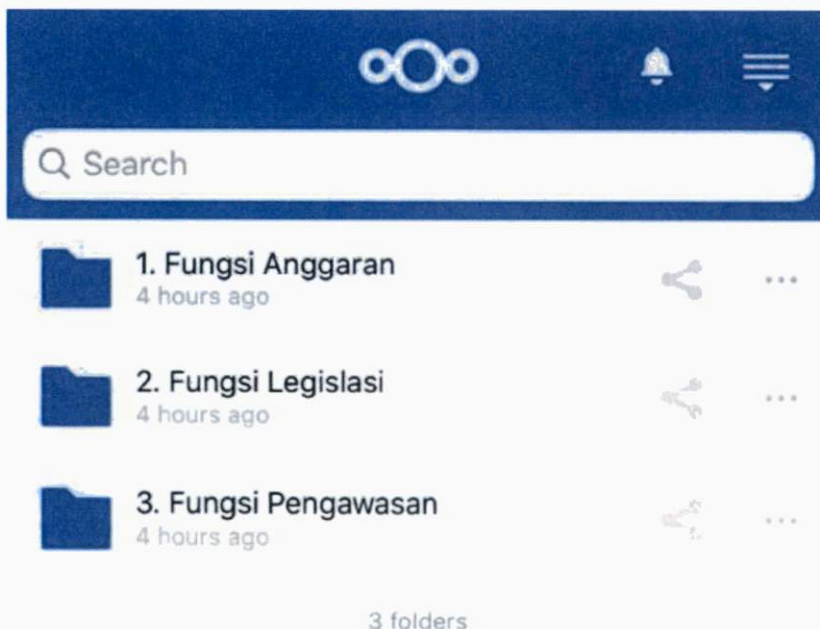 Search
1. Fungsi Anggaran
4 hours ago
2. Fungsi Legislasi
4 hours ago
3. Fungsi Pengawasan
4 hours ago
3 folders